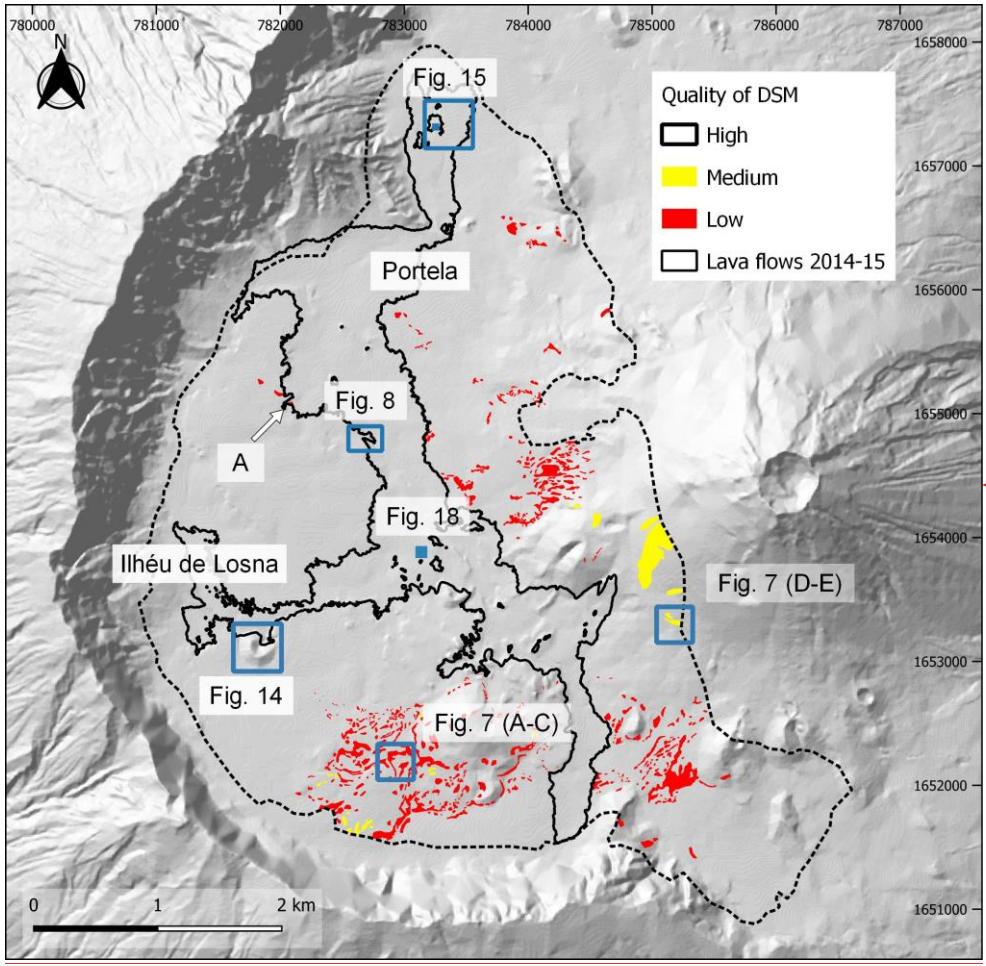 780000 781000 782000 783000 784000 785000 786000 787000
1658000
N
Fig. 15
Quality of DSM
High
Medium
Low
Lava flows 2014-15
1657000
Portela
1656000
Fig. 8
1655000
A
Fig. 18
Ilhéu de Losna
1654000
Fig. 7 (D-E)
1653000
Fig. 14
Fig. 7 (A-C)
1652000
0 1 2 km
1651000